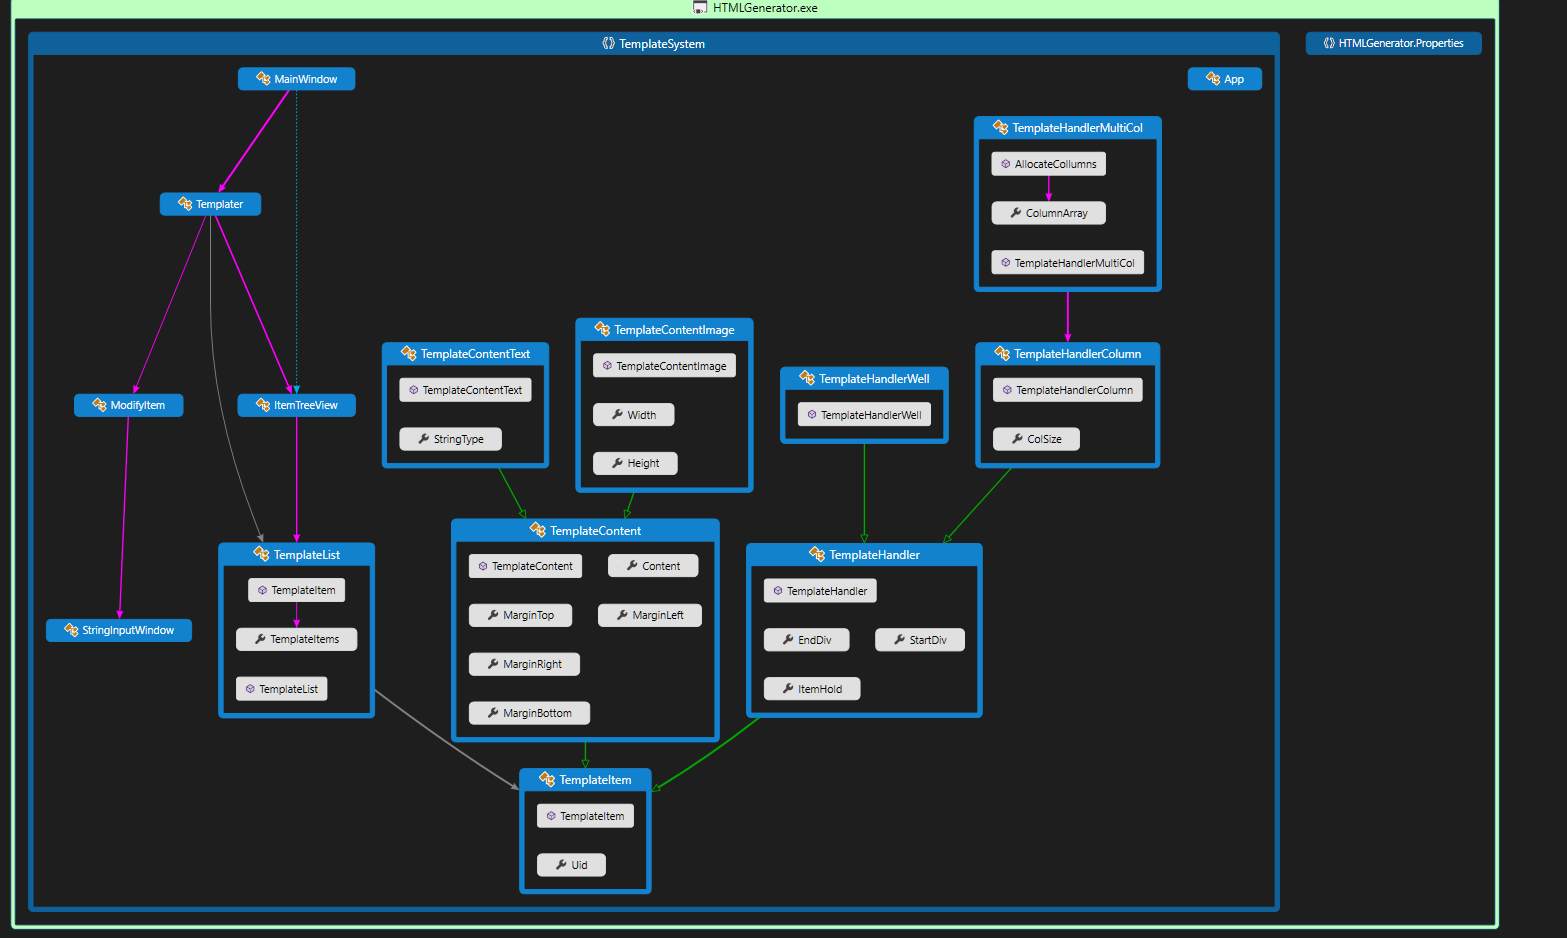 HTMLGenerator.exe
TemplateSystem
HTMLGenerator.Properties
MainWindow
App
TemplateHandlerMultiCol
AllocateCollumns
ColumnArray
TemplateHandlerMultiCol
Templater
TemplateContentImage
TemplateContentImage
Width
Height
TemplateContentText
TemplateContentText
StringType
TemplateHandlerWell
TemplateHandlerWell
TemplateHandlerColumn
TemplateHandlerColumn
ColSize
ModifyItem
ItemTreeView
TemplateContent
TemplateContent
Content
MarginTop
MarginLeft
MarginRight
MarginBottom
TemplateList
TemplateItem
TemplateItems
TemplateList
TemplateHandler
TemplateHandler
EndDiv
StartDiv
ItemHold
StringInputWindow
TemplateItem
TemplateItem
Uid